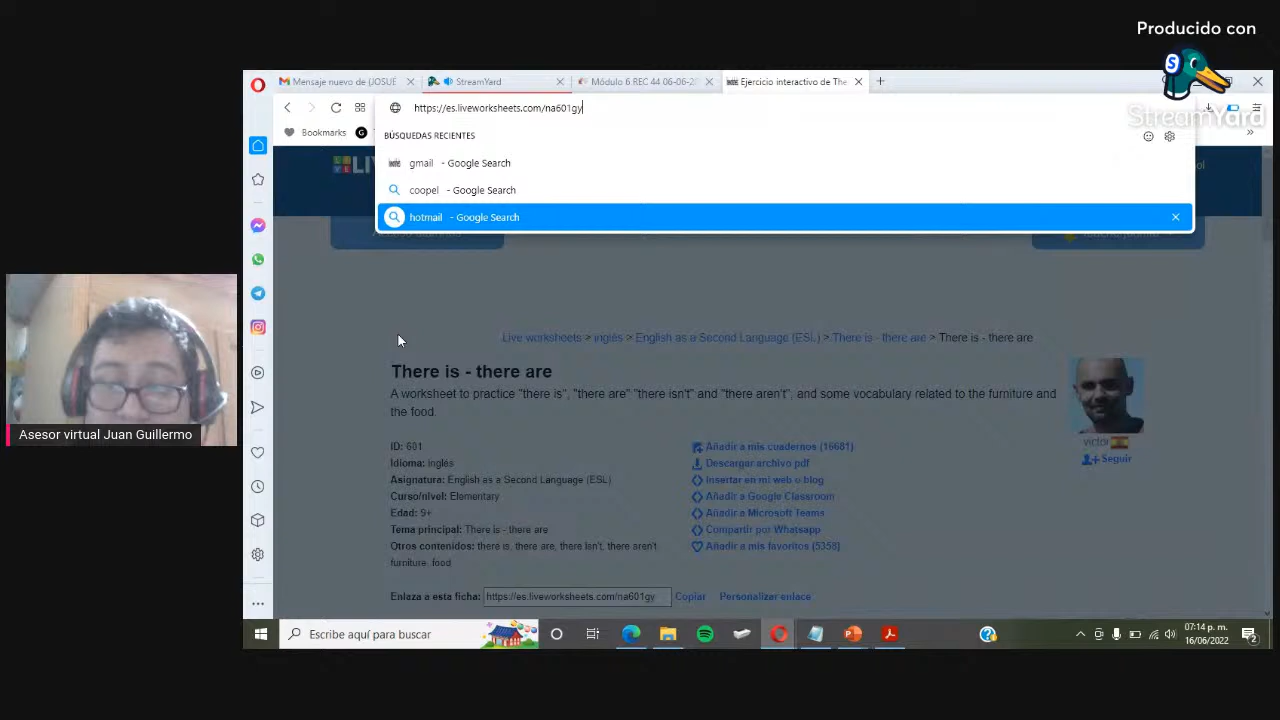 Producido con
StreamYard
Mensaje nuevo de (JOSUÉ
StreamYard
Módulo 6 REC 44 06-06-2
Ejercicio interactivo de The
https://es.liveworksheets.com/na601gy
Bookmarks
G
BÚSQUEDAS RECIENTES
gmail - Google Search
coopel - Google Search
hotmail - Google Search
Live worksheets > inglés > English as a Second Language (ESL) > There is - there are > There is - there are
There is - there are
A worksheet to practice "there is", "there are" "there isn't" and "there aren't", and some vocabulary related to the furniture and
the food.
victor
Seguir
ID: 601
Idioma: inglés
Asignatura: English as a Second Language (ESL)
Curso/nivel: Elementary
Edad: 9+
Tema principal: There is - there are
Otros contenidos: there is, there are, there isn't, there aren't
furniture, food
Añadir a mis cuadernos (16681)
Descargar archivo pdf
Insertar en mi web o blog
Añadir a Google Classroom
Añadir a Microsoft Teams
Compartir por Whatsapp
Añadir a mis favoritos (5358)
Enlaza a esta ficha: https://es.liveworksheets.com/na601gy Copiar Personalizar enlace
Asesor virtual Juan Guillermo
Escribe aquí para buscar
07:14 p. m.
16/06/2022
2